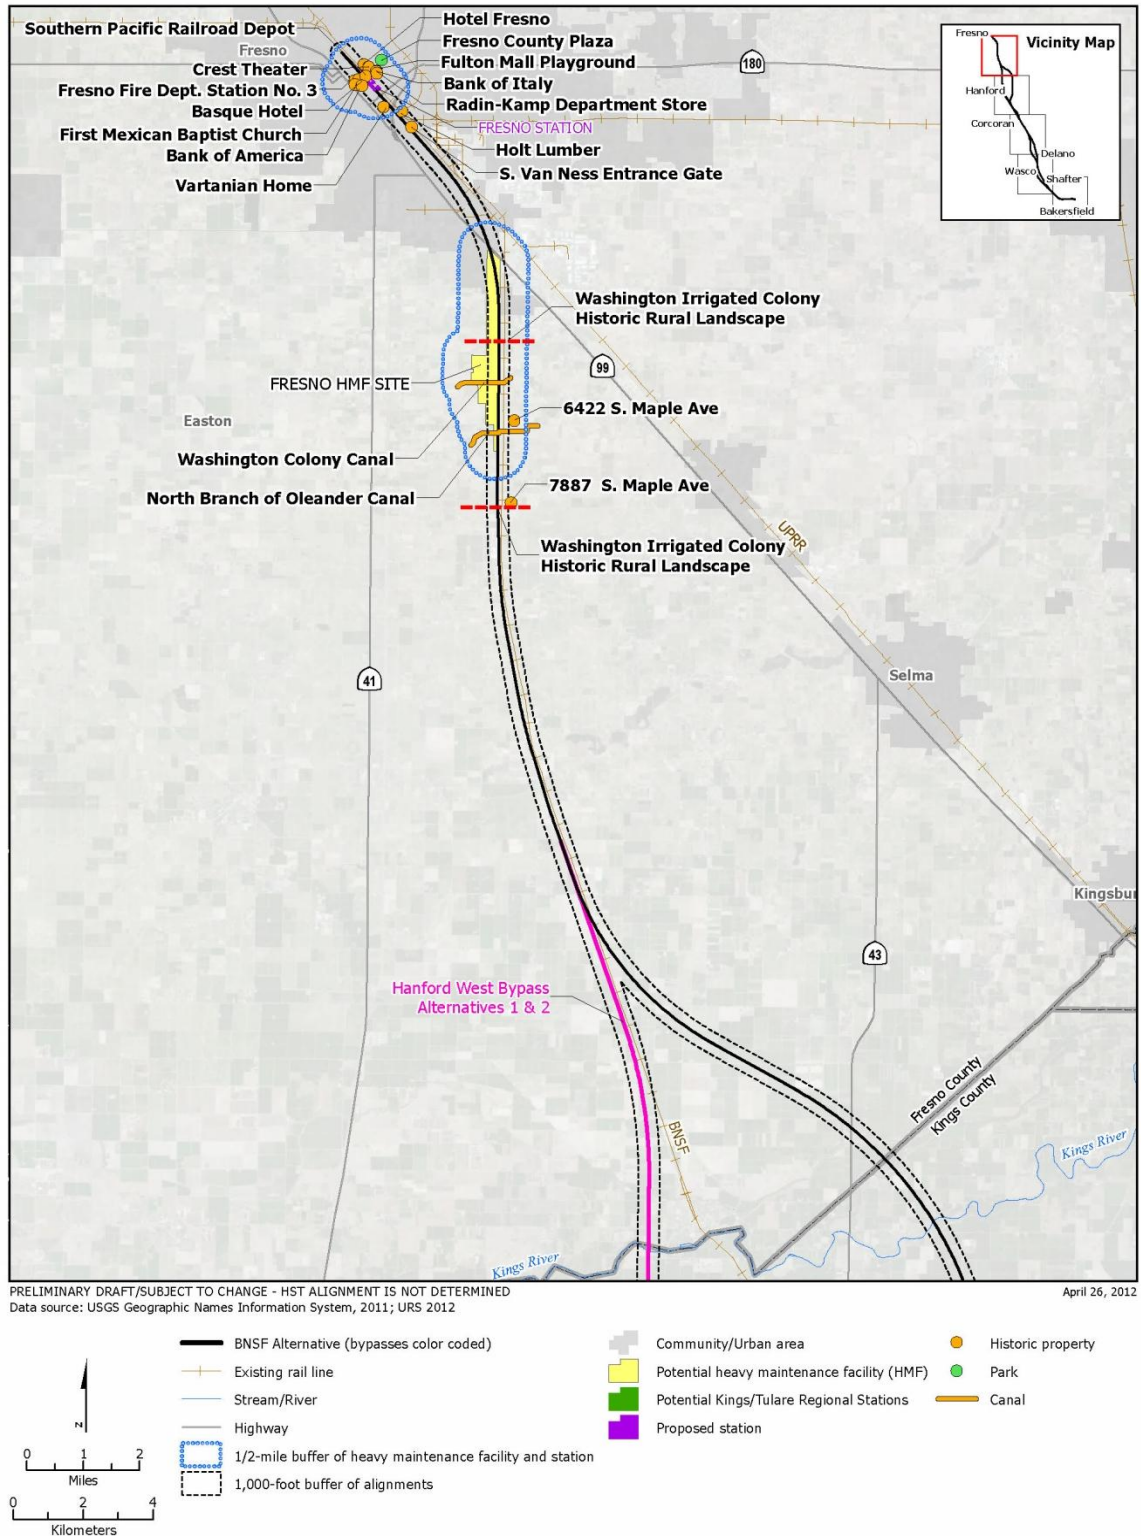 Southern Pacific Railroad Depot
Hotel Fresno
Fresno
Fresno County Plaza
Crest Theater
Fulton Mall Playground
180
Fresno Fire Dept. Station No. 3
Bank of Italy
Basque Hotel
Radin-Kamp Department Store
First Mexican Baptist Church
FRESNO STATION
Bank of America
Holt Lumber
Vartanian Home
S. Van Ness Entrance Gate
Vicinity Map
Fresno
Hanford
Corcoran
Delano
Wasco
Shafter
Bakersfield
Washington Irrigated Colony
Historic Rural Landscape
99
FRESNO HMF SITE
6422 S. Maple Ave
Easton
Washington Colony Canal
7887 S. Maple Ave
North Branch of Oleander Canal
UPRR
Washington Irrigated Colony
Historic Rural Landscape
41
Selma
Kingsbur
43
Hanford West Bypass
Alternatives 1 & 2
Fresno County
Kings County
BNSF
Kings River
Kings River
PRELIMINARY DRAFT/SUBJECT TO CHANGE - HST ALIGNMENT IS NOT DETERMINED
April 26, 2012
Data source: USGS Geographic Names Information System, 2011; URS 2012
BNSF Alternative (bypasses color coded)
Existing rail line
Stream/River
Highway
1/2-mile buffer of heavy maintenance facility and station
1,000-foot buffer of alignments
Community/Urban area
Potential heavy maintenance facility (HMF)
Potential Kings/Tulare Regional Stations
Proposed station
Historic property
Park
Canal
N
0 1 2
Miles
0 2 4
Kilometers